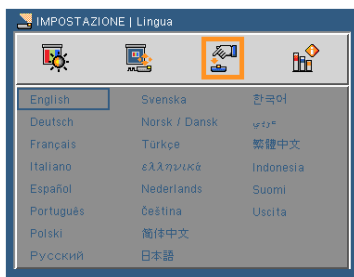 IMPOSTAZIONE | Lingua
English Svenska 한국어
Deutsch Norsk / Dansk عربي
Français Türkçe 繁體中文
Italiano ελληνικά Indonesia
Español Nederlands Suomi
Português Čeština Uscita
Polski 简体中文
Русский 日本語